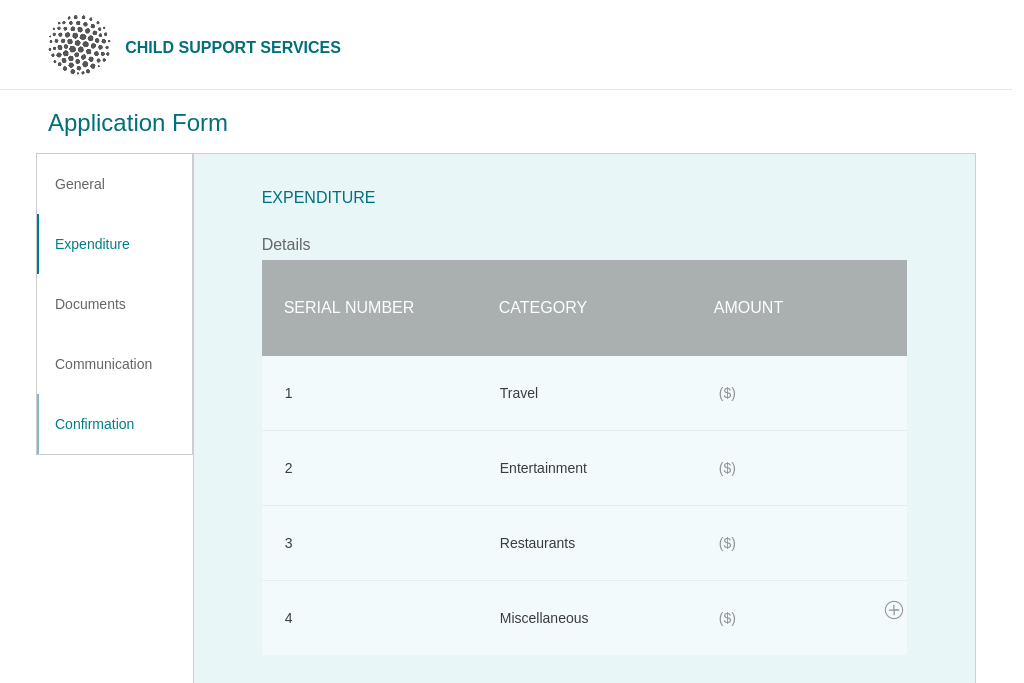 CHILD SUPPORT SERVICES
Application Form
General
Expenditure
Documents
Communication
Confirmation
EXPENDITURE
Details
SERIAL NUMBER CATEGORY AMOUNT
1 Travel ($)
2 Entertainment ($)
3 Restaurants ($)
4 Miscellaneous ($)